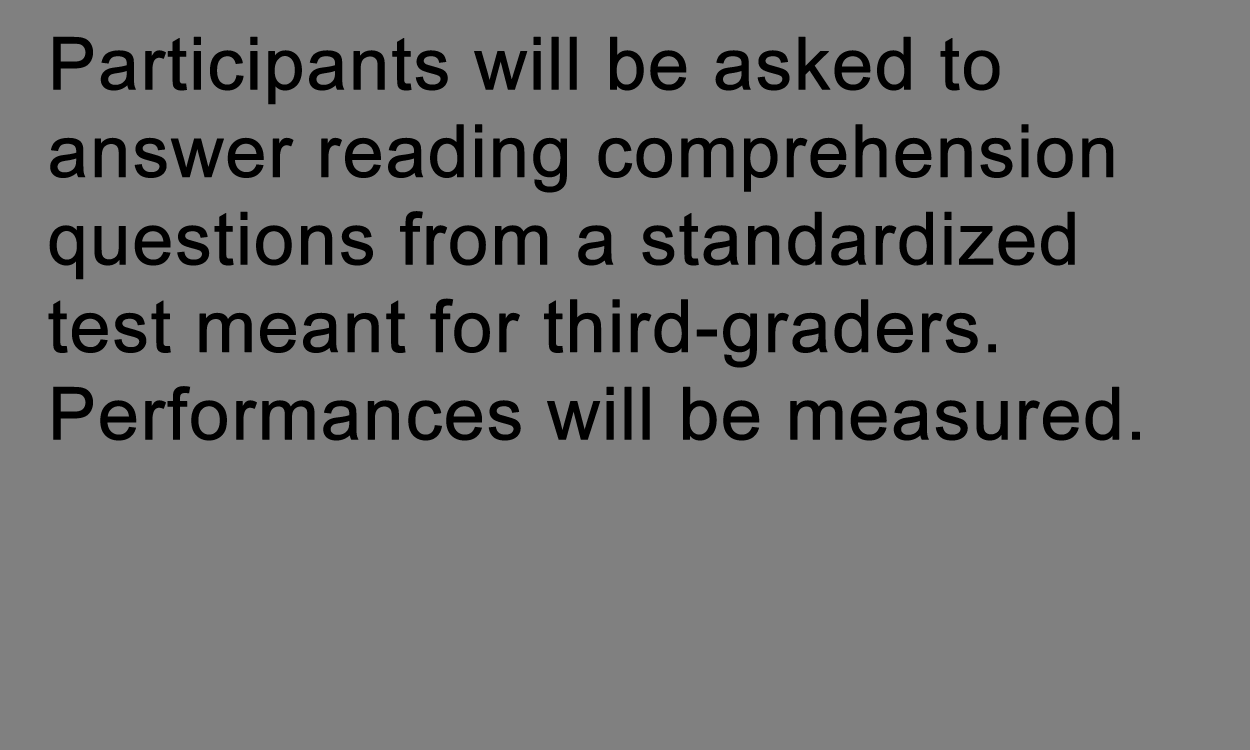 Participants will be asked to
answer reading comprehension
questions from a standardized
test meant for third-graders.
Performances will be measured.